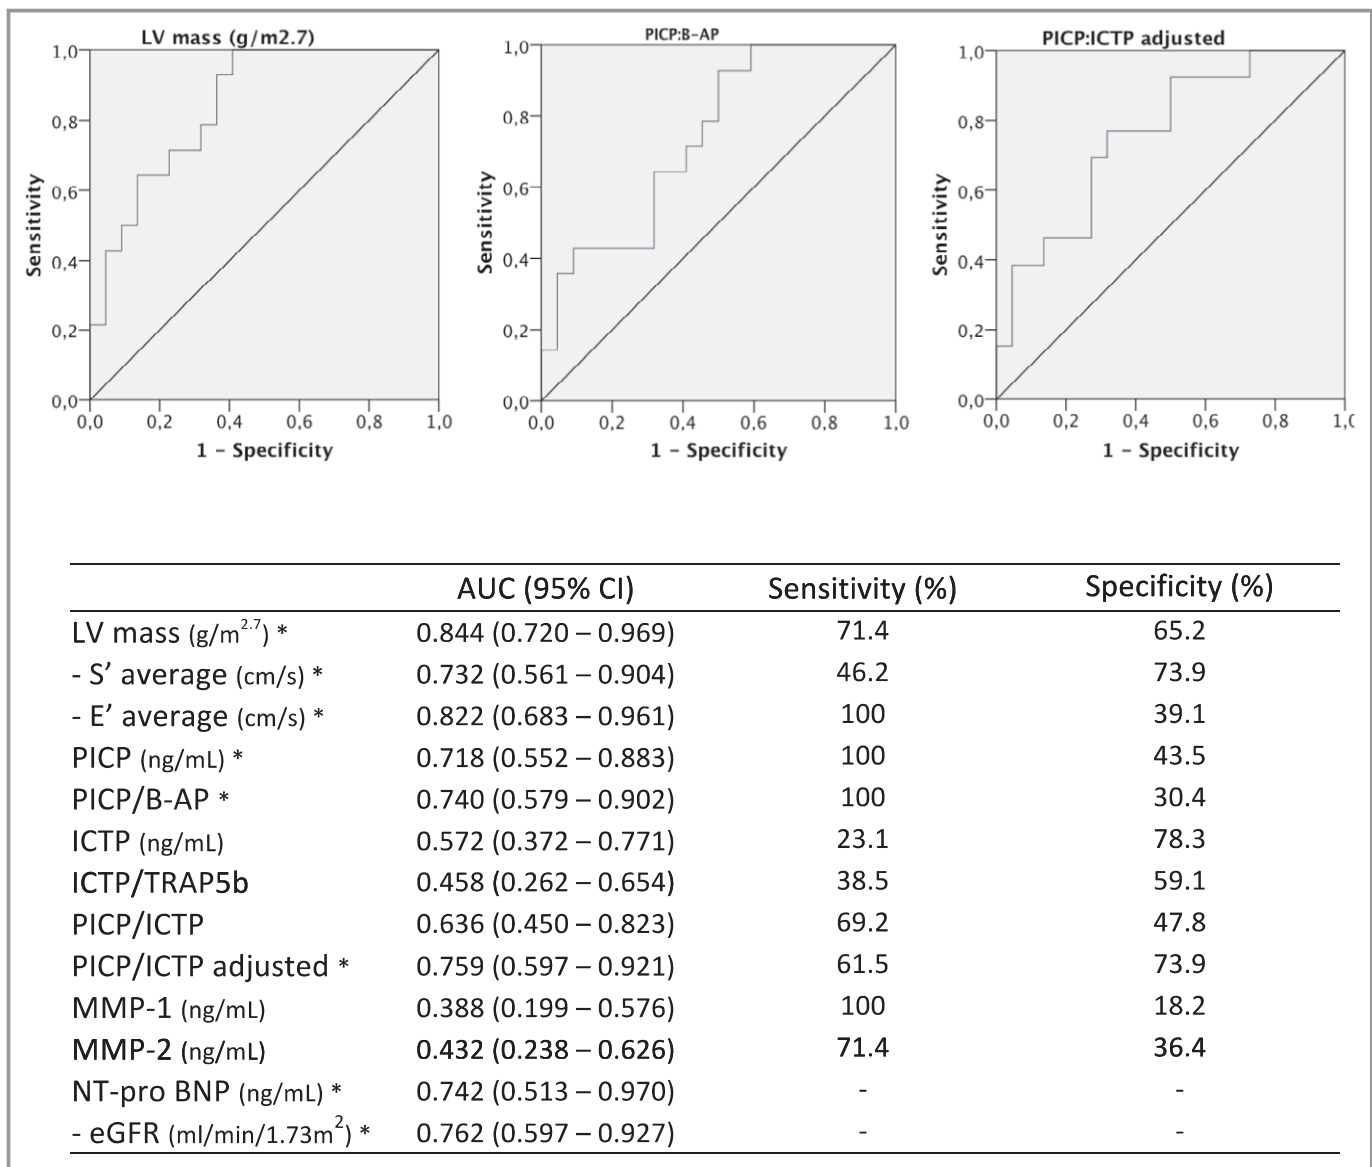 LV mass (g/m2.7)
1,0
0,8
0,6
0,4
0,2
0,0
Sensitivity
0,0 0,2 0,4 0,6 0,8 1,0
1 – Specificity
PICP:B–AP
1,0
0,8
0,6
0,4
0,2
0,0
Sensitivity
0,0 0,2 0,4 0,6 0,8 1,0
1 – Specificity
PICP:ICTP adjusted
1,0
0,8
0,6
0,4
0,2
0,0
Sensitivity
0,0 0,2 0,4 0,6 0,8 1,0
1 – Specificity
AUC (95% CI) Sensitivity (%) Specificity (%)
LV mass (g/m2.7) * 0.844 (0.720 – 0.969) 71.4 65.2
- S’ average (cm/s) * 0.732 (0.561 – 0.904) 46.2 73.9
- E’ average (cm/s) * 0.822 (0.683 – 0.961) 100 39.1
PICP (ng/mL) * 0.718 (0.552 – 0.883) 100 43.5
PICP/B-AP * 0.740 (0.579 – 0.902) 100 30.4
ICTP (ng/mL) 0.572 (0.372 – 0.771) 23.1 78.3
ICTP/TRAP5b 0.458 (0.262 – 0.654) 38.5 59.1
PICP/ICTP 0.636 (0.450 – 0.823) 69.2 47.8
PICP/ICTP adjusted * 0.759 (0.597 – 0.921) 61.5 73.9
MMP-1 (ng/mL) 0.388 (0.199 – 0.576) 100 18.2
MMP-2 (ng/mL) 0.432 (0.238 – 0.626) 71.4 36.4
NT-pro BNP (ng/mL) * 0.742 (0.513 – 0.970) - -
- eGFR (ml/min/1.73m2) * 0.762 (0.597 – 0.927) - -